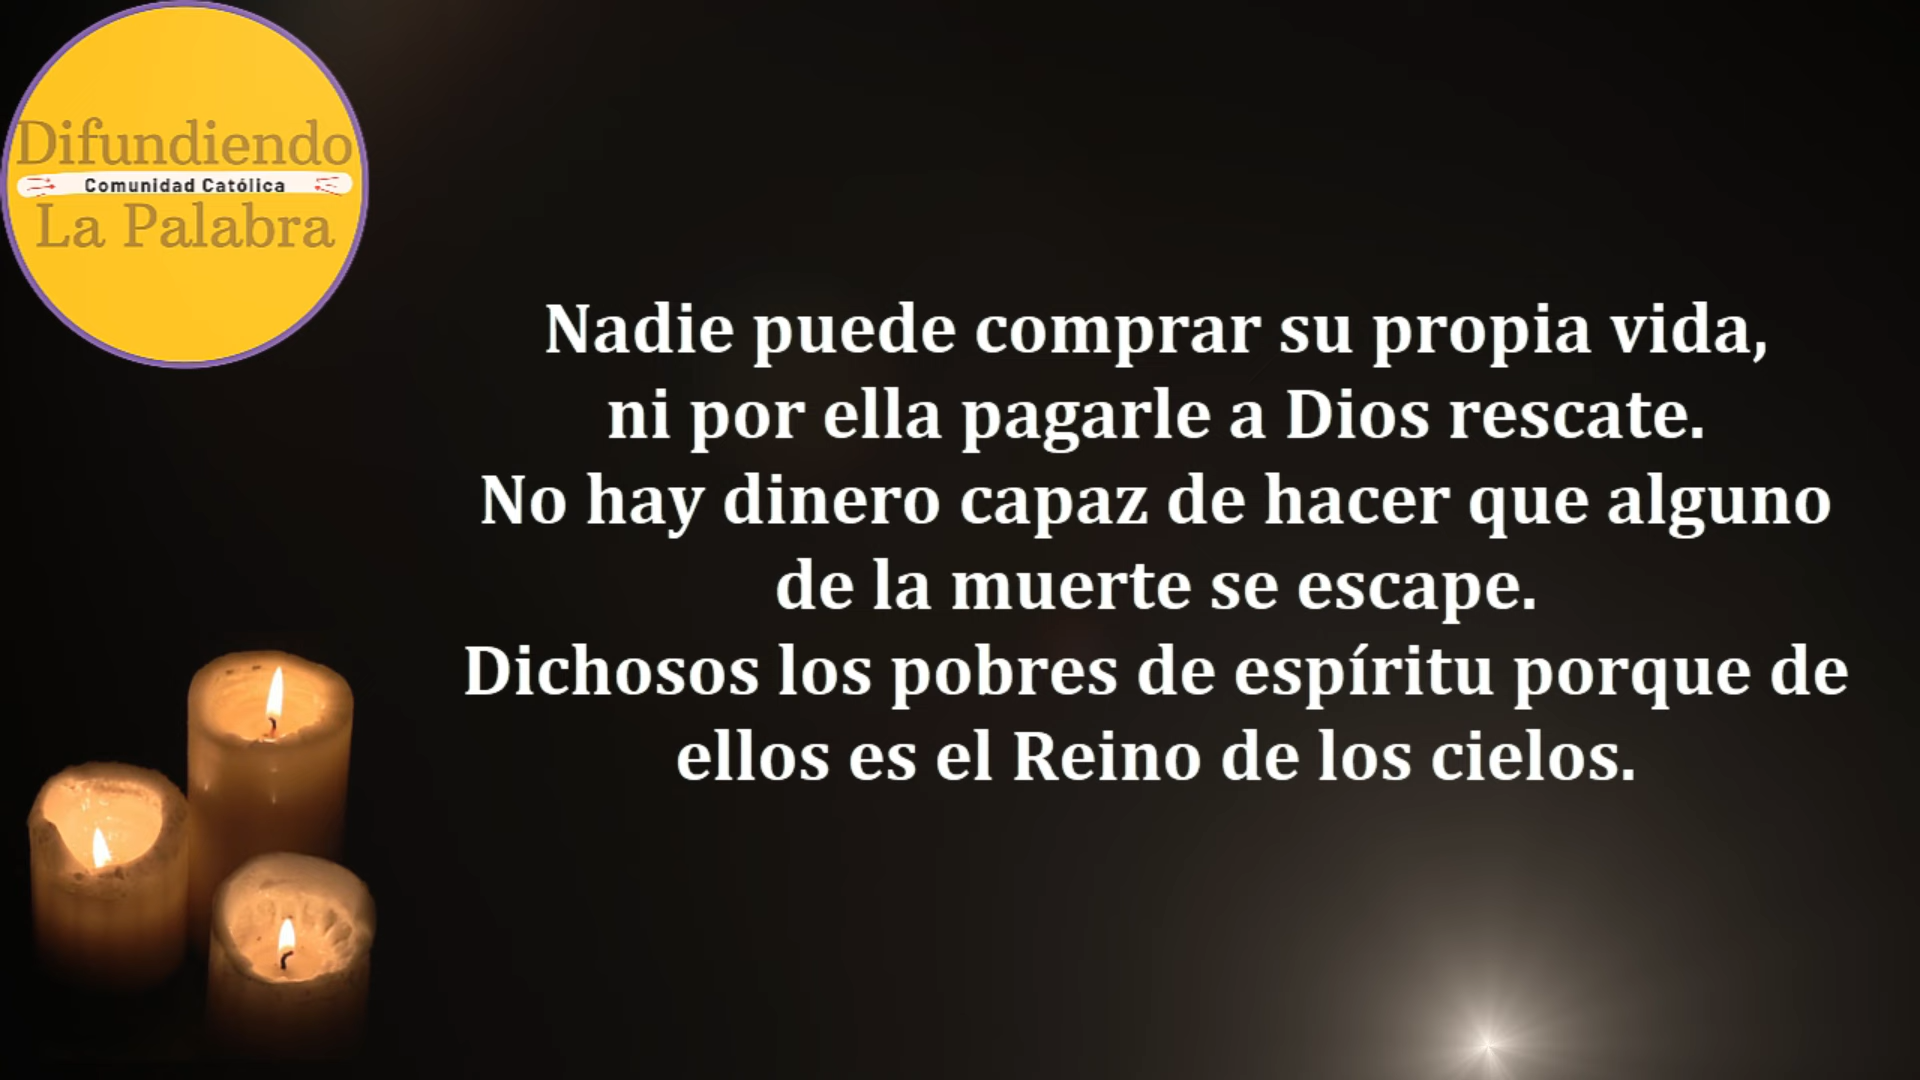 Difundiendo
Comunidad Católica
La Palabra
Nadie puede comprar su propia vida,
ni por ella pagarle a Dios rescate.
No hay dinero capaz de hacer que alguno
de la muerte se escape.
Dichosos los pobres de espíritu porque de
ellos es el Reino de los cielos.